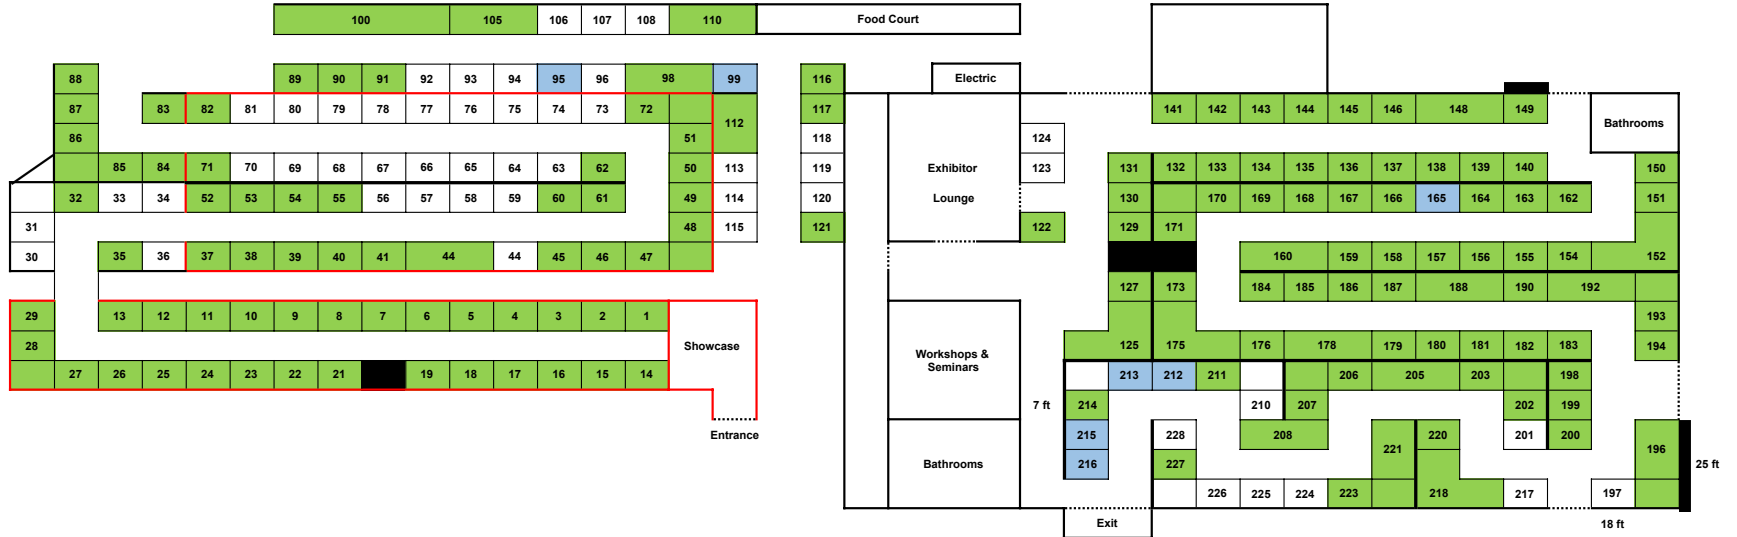 100 105 106 107 108 110 Food Court
88 89 90 91 92 93 94 95 96 98 99 116 Electric
87 83 82 81 80 79 78 77 76 75 74 73 72 112 117 141 142 143 144 145 146 148 149
Bathrooms
86 51 118 124
85 84 71 70 69 68 67 66 65 64 63 62 50 113 119 Exhibitor 123 131 132 133 134 135 136 137 138 139 140 150
32 33 34 52 53 54 55 56 57 58 59 60 61 49 114 120 Lounge 130 170 169 168 167 166 165 164 163 162 151
31 48 115 121 122 129 171
30 35 36 37 38 39 40 41 44 44 45 46 47 160 159 158 157 156 155 154 152
127 173 184 185 186 187 188 190 192
29 13 12 11 10 9 8 7 6 5 4 3 2 1 193
28 Showcase Workshops & 125 175 176 178 179 180 181 182 183 194
Seminars
27 26 25 24 23 22 21 19 18 17 16 15 14 213 212 211 206 205 203 198
7 ft 214 210 207 202 199
Entrance 215 228 208 220 201 200
221 196
Bathrooms 216 227 25 ft
226 225 224 223 218 217 197
Exit 18 ft